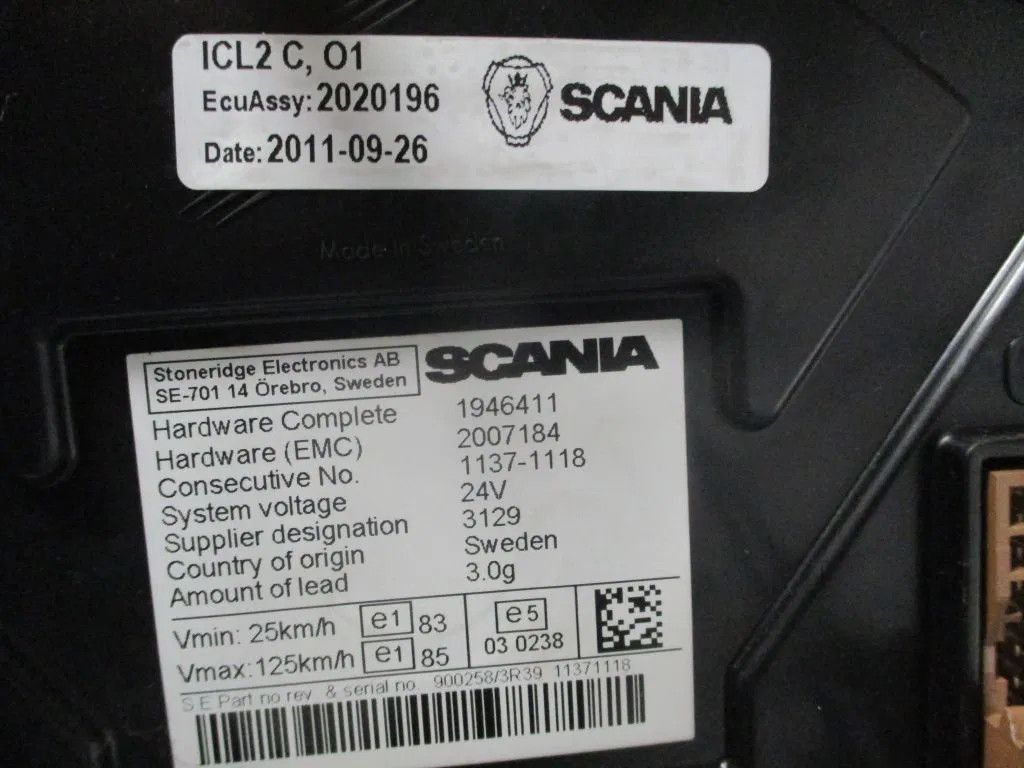 ICL2 C, O1
EcuAssy: 2020196
Date: 2011-09-26
SCANIA
Made in Sweden
Stoneridge Electronics AB
SE-701 14 Örebro, Sweden
SCANIA
Hardware Complete 1946411
Hardware (EMC) 2007184
Consecutive No. 1137-1118
System voltage 24V
Supplier designation 3129
Country of origin Sweden
Amount of lead 3.0g
Vmin: 25km/h e1 83
Vmax: 125km/h e1 85
e5
03 0238
S E Part no rev & serial no. 900258/3R39 11371118